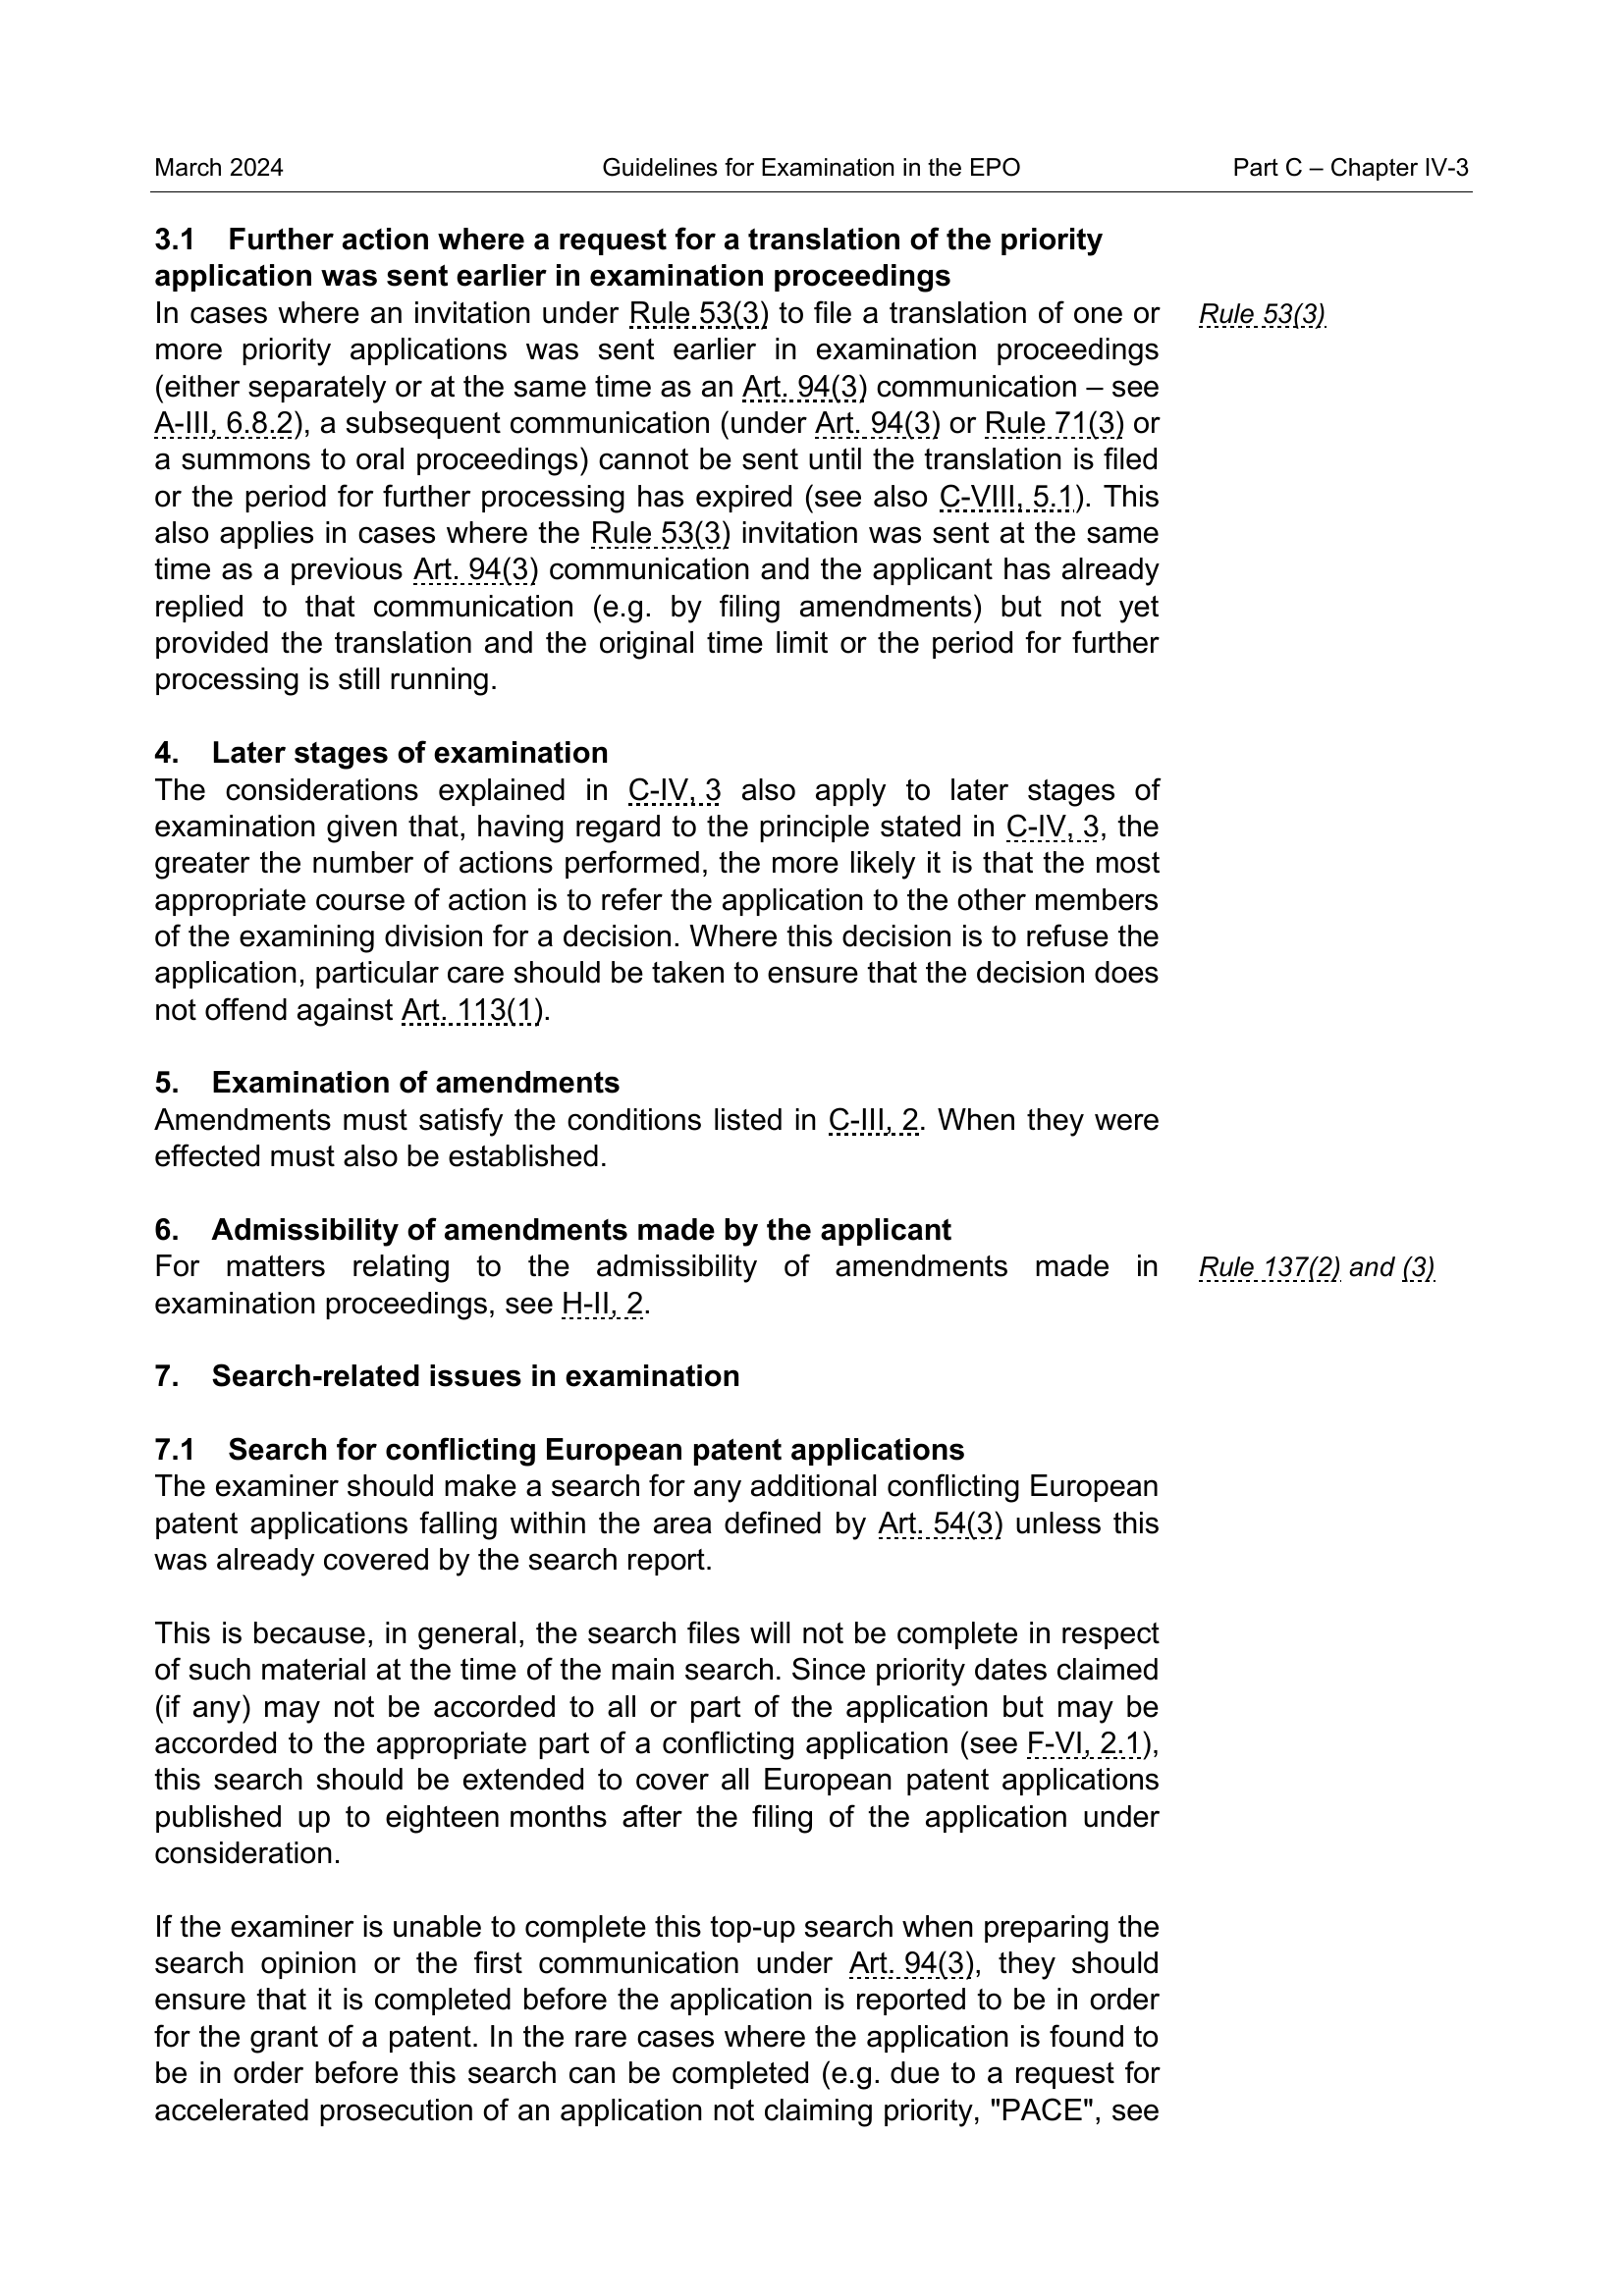 March 2024 Guidelines for Examination in the EPO Part C – Chapter IV-3
3.1 Further action where a request for a translation of the priority
application was sent earlier in examination proceedings
In cases where an invitation under Rule 53(3) to file a translation of one or
Rule 53(3)
more priority applications was sent earlier in examination proceedings
(either separately or at the same time as an Art. 94(3) communication – see
A-III, 6.8.2), a subsequent communication (under Art. 94(3) or Rule 71(3) or
a summons to oral proceedings) cannot be sent until the translation is filed
or the period for further processing has expired (see also C-VIII, 5.1). This
also applies in cases where the Rule 53(3) invitation was sent at the same
time as a previous Art. 94(3) communication and the applicant has already
replied to that communication (e.g. by filing amendments) but not yet
provided the translation and the original time limit or the period for further
processing is still running.
4. Later stages of examination
The considerations explained in C-IV, 3 also apply to later stages of
examination given that, having regard to the principle stated in C-IV, 3, the
greater the number of actions performed, the more likely it is that the most
appropriate course of action is to refer the application to the other members
of the examining division for a decision. Where this decision is to refuse the
application, particular care should be taken to ensure that the decision does
not offend against Art. 113(1).
5. Examination of amendments
Amendments must satisfy the conditions listed in C-III, 2. When they were
effected must also be established.
6. Admissibility of amendments made by the applicant
For matters relating to the admissibility of amendments made in
Rule 137(2) and (3)
examination proceedings, see H-II, 2.
7. Search-related issues in examination
7.1 Search for conflicting European patent applications
The examiner should make a search for any additional conflicting European
patent applications falling within the area defined by Art. 54(3) unless this
was already covered by the search report.
This is because, in general, the search files will not be complete in respect
of such material at the time of the main search. Since priority dates claimed
(if any) may not be accorded to all or part of the application but may be
accorded to the appropriate part of a conflicting application (see F-VI, 2.1),
this search should be extended to cover all European patent applications
published up to eighteen months after the filing of the application under
consideration.
If the examiner is unable to complete this top-up search when preparing the
search opinion or the first communication under Art. 94(3), they should
ensure that it is completed before the application is reported to be in order
for the grant of a patent. In the rare cases where the application is found to
be in order before this search can be completed (e.g. due to a request for
accelerated prosecution of an application not claiming priority, "PACE", see